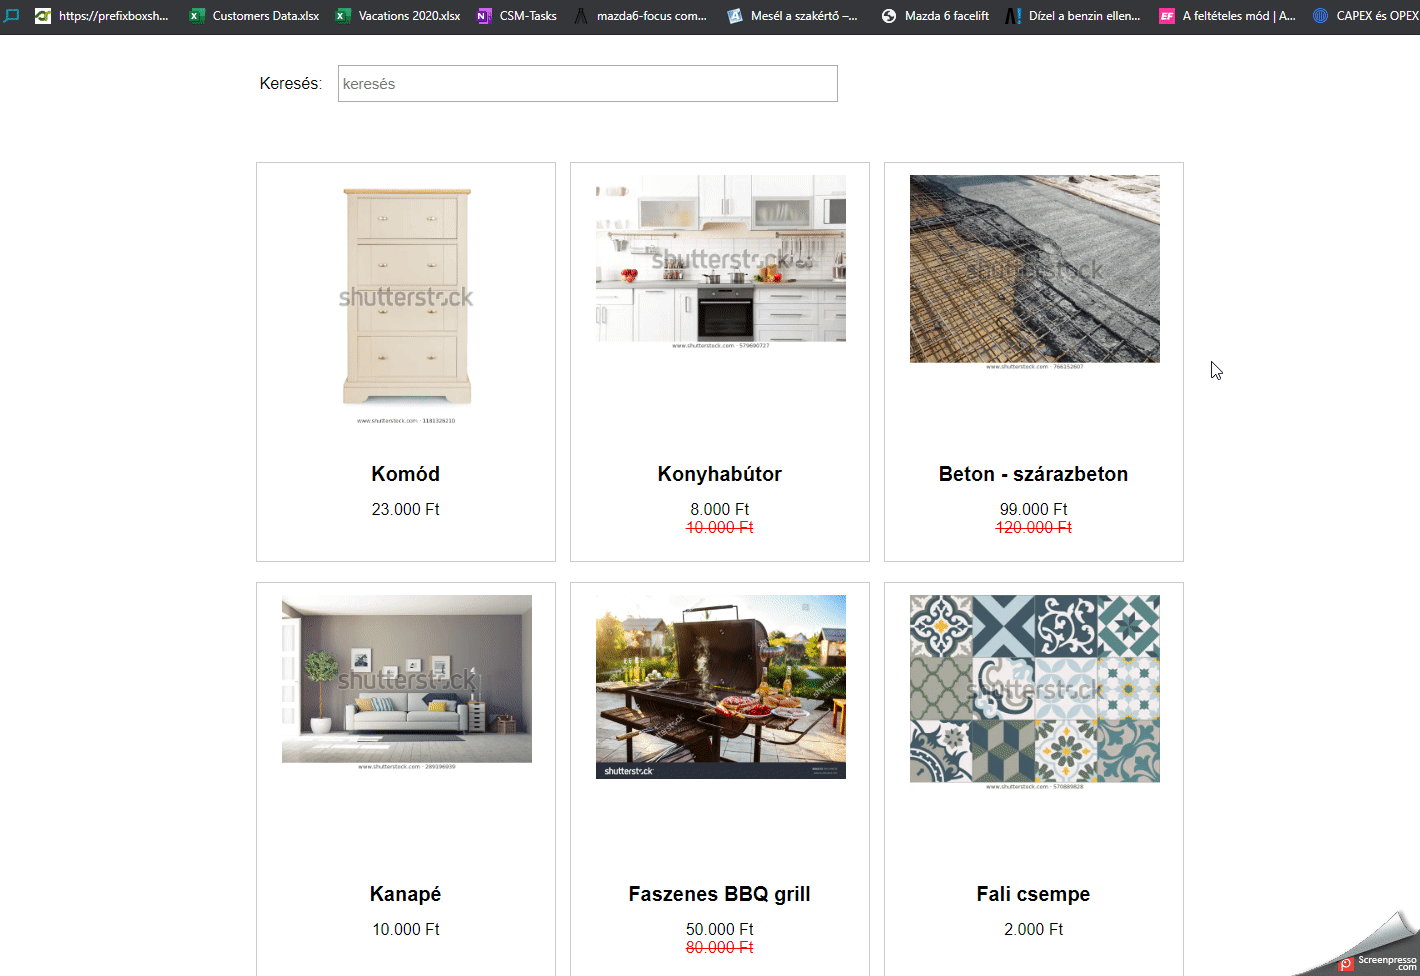 https://prefixboxsh... Customers Data.xlsx Vacations 2020.xlsx CSM-Tasks mazda6-focus com... Mesél a szakértő –... Mazda 6 facelift Dízel a benzin ellen... EF A feltételes mód | A... CAPEX és OPEX
Keresés: keresés
shutterstock
www.shutterstock.com · 1181326210
shutterstock
www.shutterstock.com · 579690727
shutterstock
www.shutterstock.com · 766152607
Komód
23.000 Ft
Konyhabútor
8.000 Ft
10.000 Ft
Beton - szárazbeton
99.000 Ft
120.000 Ft
shutterstock
www.shutterstock.com · 289196939
shutterstock
shutterstock
shutterstock
shutterstock
www.shutterstock.com · 570889828
Kanapé
10.000 Ft
Faszenes BBQ grill
50.000 Ft
80.000 Ft
Fali csempe
2.000 Ft
Screenpresso
.com